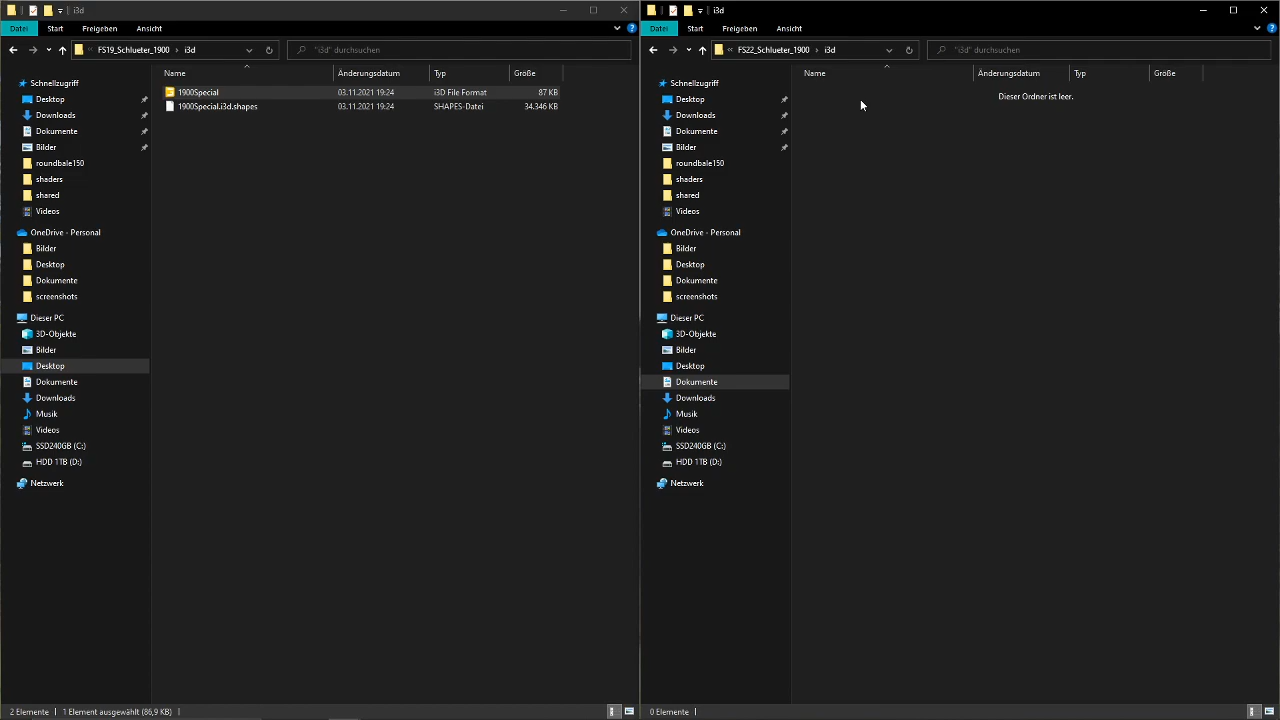 i3d
Datei Start Freigeben Ansicht
FS19_Schlueter_1900 › i3d
"i3d" durchsuchen
Name Änderungsdatum Typ Größe
1900Special 03.11.2021 19:24 i3D File Format 87 KB
1900Special.i3d.shapes 03.11.2021 19:24 SHAPES-Datei 34.346 KB
Schnellzugriff
Desktop
Downloads
Dokumente
Bilder
roundbale150
shaders
shared
Videos
OneDrive - Personal
Bilder
Desktop
Dokumente
screenshots
Dieser PC
3D-Objekte
Bilder
Desktop
Dokumente
Downloads
Musik
Videos
SSD240GB (C:)
HDD 1TB (D:)
Netzwerk
2 Elemente 1 Element ausgewählt (86,9 KB)
i3d
Datei Start Freigeben Ansicht
FS22_Schlueter_1900 › i3d
"i3d" durchsuchen
Name Änderungsdatum Typ Größe
Dieser Ordner ist leer.
Schnellzugriff
Desktop
Downloads
Dokumente
Bilder
roundbale150
shaders
shared
Videos
OneDrive - Personal
Bilder
Desktop
Dokumente
screenshots
Dieser PC
3D-Objekte
Bilder
Desktop
Dokumente
Downloads
Musik
Videos
SSD240GB (C:)
HDD 1TB (D:)
Netzwerk
0 Elemente